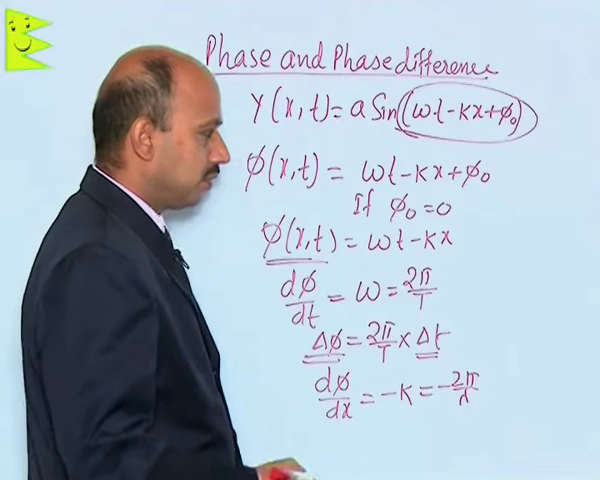 Phase and Phase difference
Y(x,t)= a Sin(ωt-Kx+φ₀)
φ(x,t) = ωt-Kx+φ₀
If φ₀=0
φ(x,t)= ωt-Kx
dφ/dt = ω = 2π/T
Δφ = 2π/T × Δt
dφ/dx = -K = -2π/λ